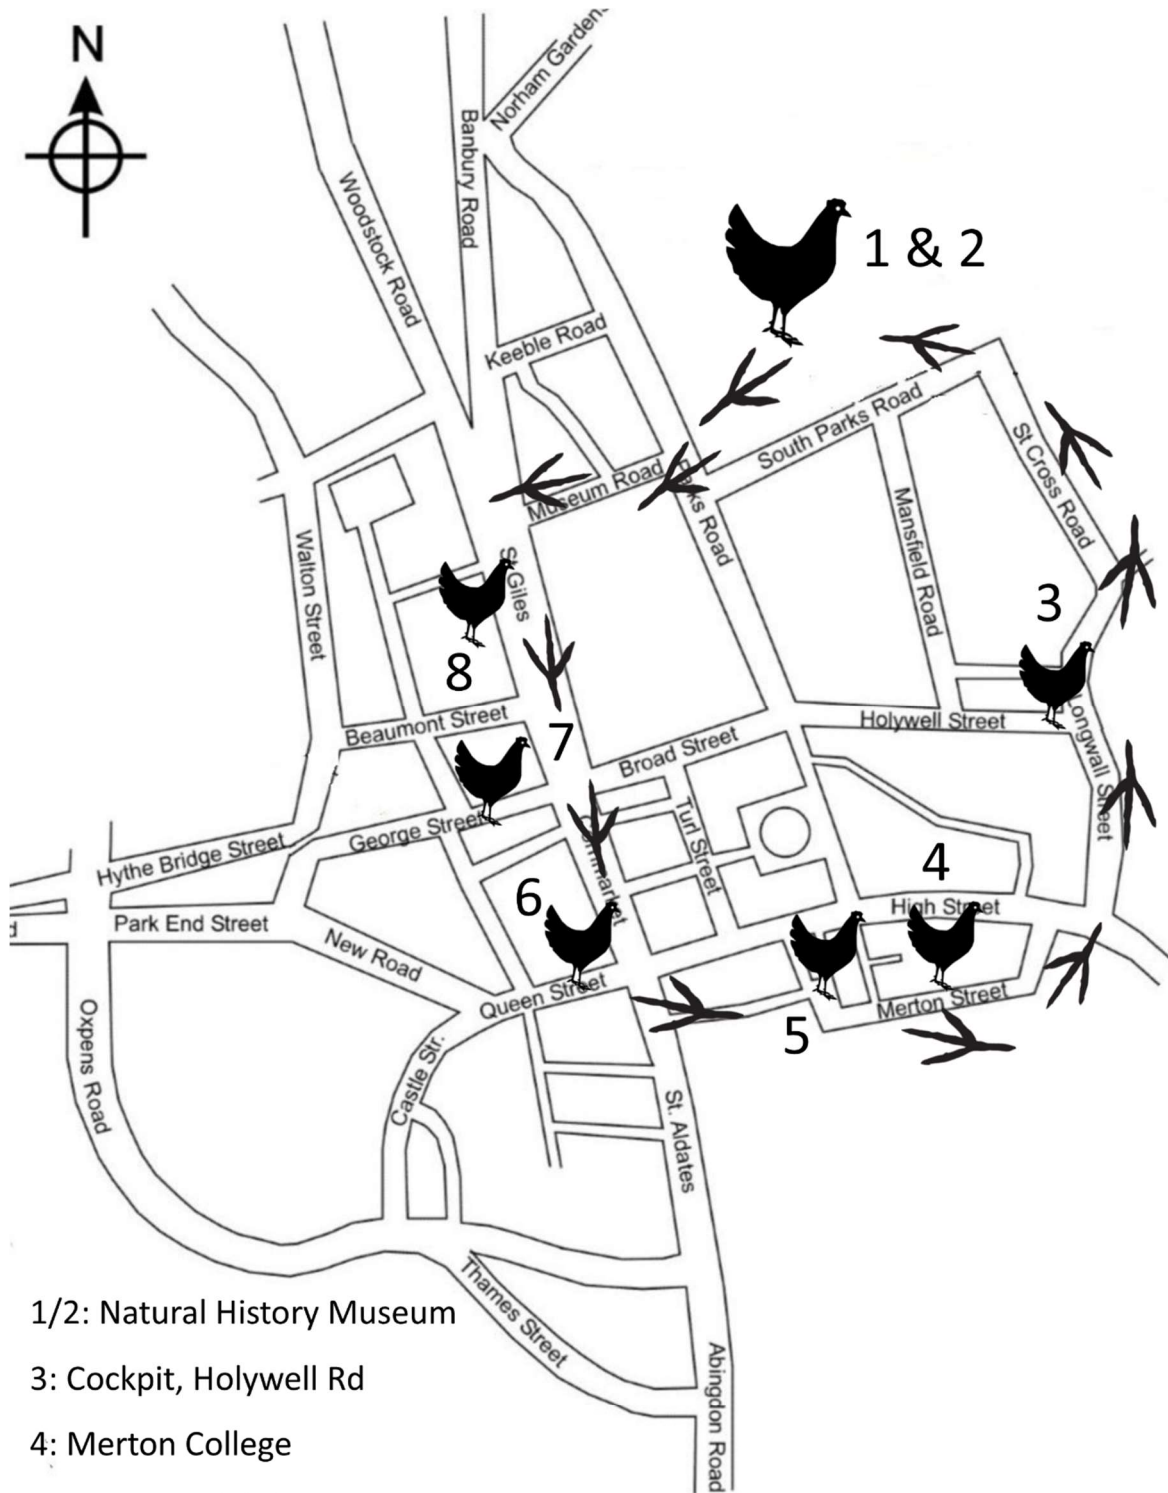 N
Norham Gardens
Banbury Road
Woodstock Road
1 & 2
Keeble Road
South Parks Road
St Cross Road
Museum Road
Parks Road
Mansfield Road
Walton Street
St Giles
3
8
Beaumont Street
7
Holywell Street
Longwall Street
Broad Street
Turl Street
George Street
Hythe Bridge Street
Cornmarket
4
6
High Street
Park End Street
d
New Road
Queen Street
Merton Street
5
Oxpens Road
Castle Str.
St. Aldates
Thames Street
Abingdon Road
1/2: Natural History Museum
3: Cockpit, Holywell Rd
4: Merton College